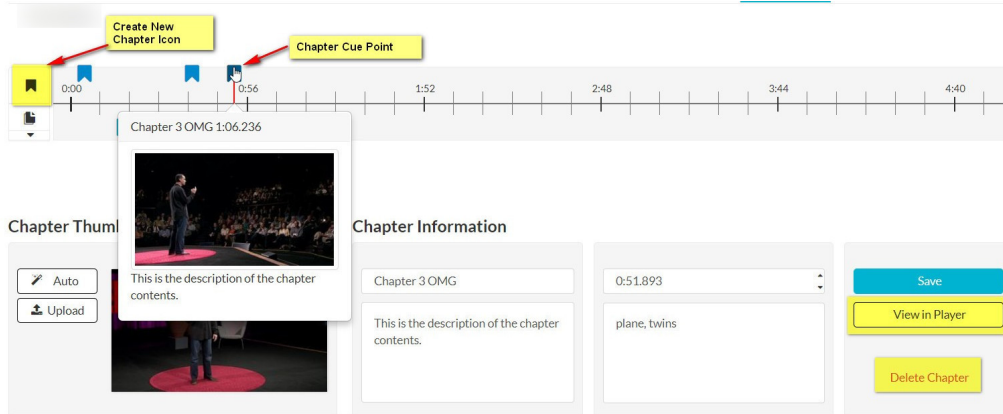 Create New
Chapter Icon
Chapter Cue Point
0:00
0:56
1:52
2:48
3:44
4:40
Chapter 3 OMG 1:06.236
This is the description of the chapter
contents.
Chapter Thum
Chapter Information
Auto
Upload
Chapter 3 OMG
This is the description of the chapter
contents.
0:51.893
plane, twins
Save
View in Player
Delete Chapter